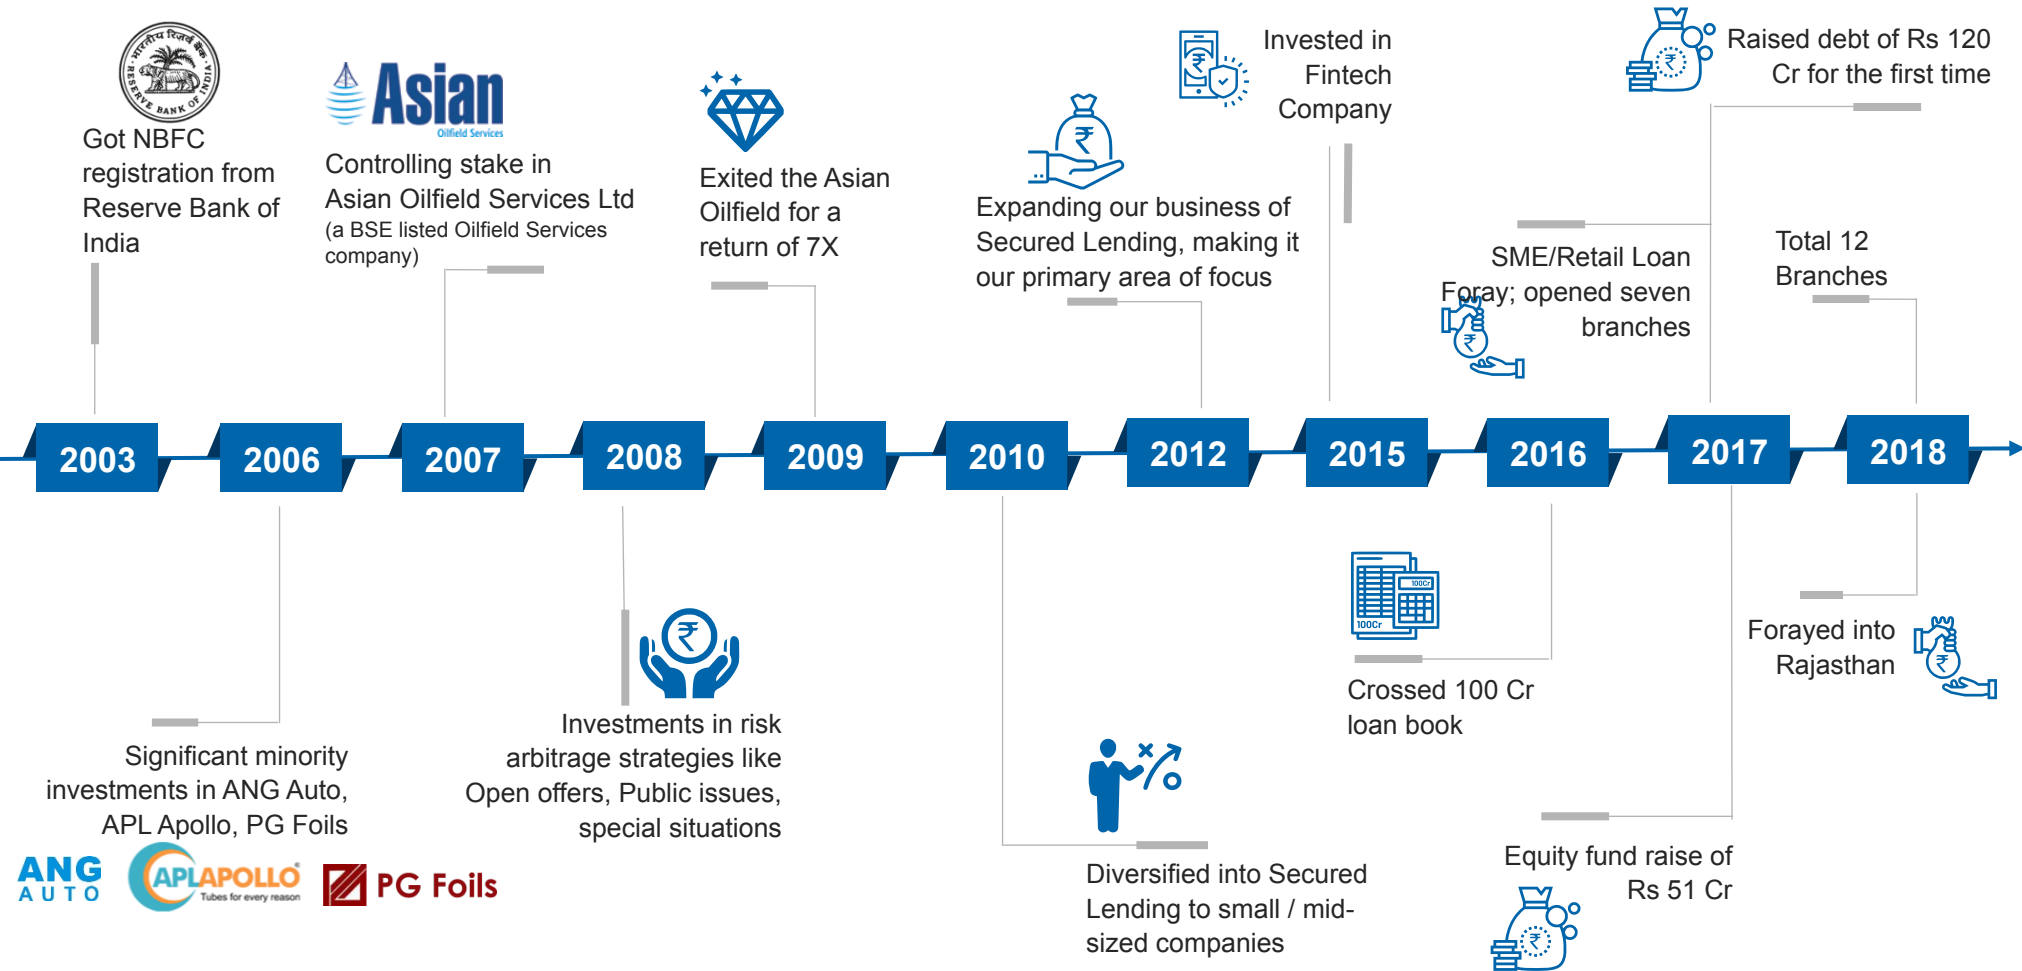 भारतीय रिज़र्व बैंक
RESERVE BANK OF INDIA
Got NBFC
registration from
Reserve Bank of
India
Asian
Oilfield Services
Controlling stake in
Asian Oilfield Services Ltd
(a BSE listed Oilfield Services
company)
Exited the Asian
Oilfield for a
return of 7X
₹
Expanding our business of
Secured Lending, making it
our primary area of focus
₹
Invested in
Fintech
Company
SME/Retail Loan
Foray; opened seven
branches
₹
₹
Raised debt of Rs 120
Cr for the first time
Total 12
Branches
2003
2006
2007
2008
2009
2010
2012
2015
2016
2017
2018
Significant minority
investments in ANG Auto,
APL Apollo, PG Foils
ANG
AUTO
APLAPOLLO
Tubes for every reason
PG Foils
₹
Investments in risk
arbitrage strategies like
Open offers, Public issues,
special situations
Diversified into Secured
Lending to small / mid-
sized companies
100Cr
100Cr
Crossed 100 Cr
loan book
Equity fund raise of
Rs 51 Cr
₹
Forayed into
Rajasthan
₹